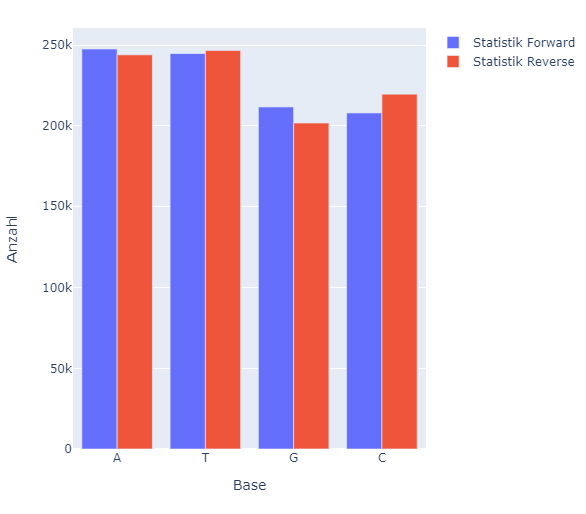 Statistik Forward
Statistik Reverse
250k
200k
150k
100k
50k
0
Anzahl
A T G C
Base